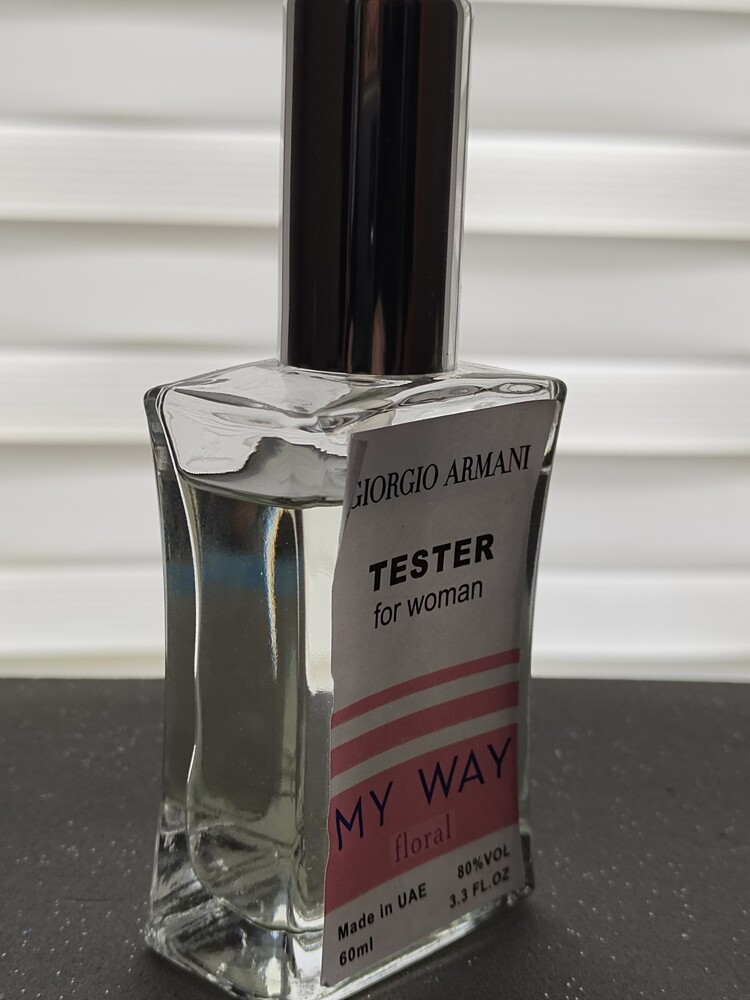 GIORGIO ARMANI
TESTER
for woman
MY WAY
floral
Made in UAE 80%VOL
60ml 3.3 FL.OZ